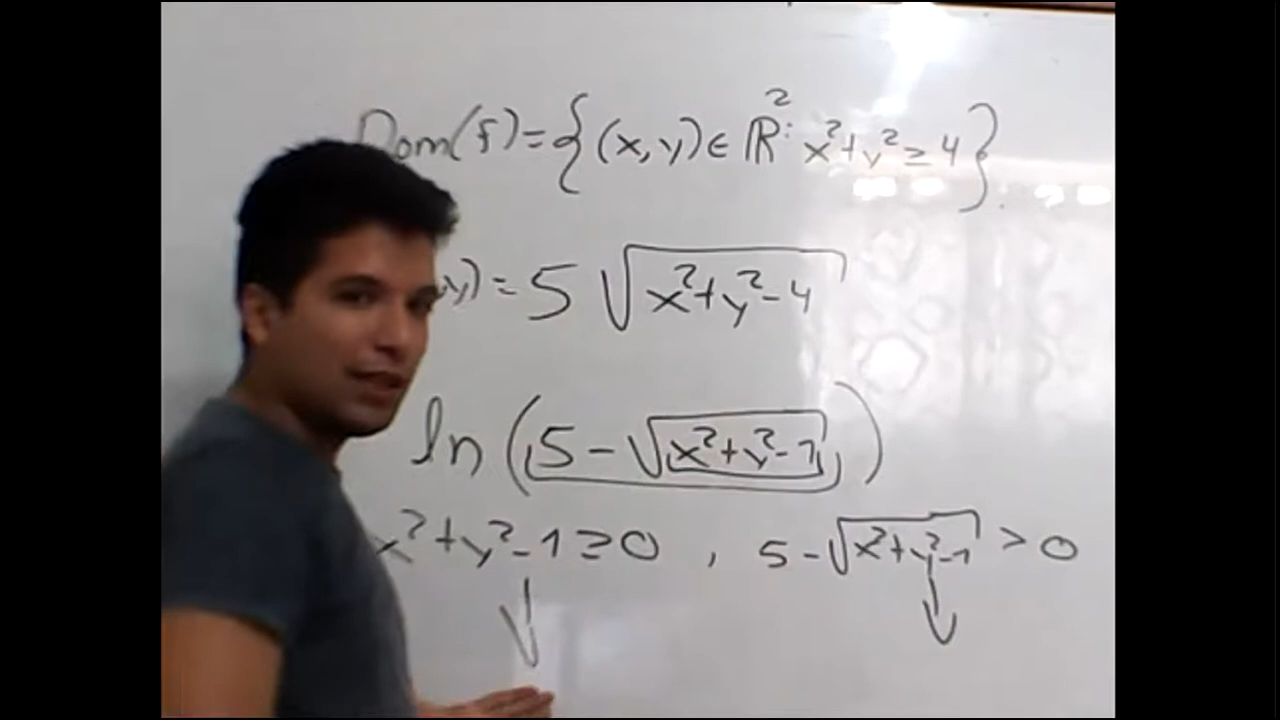 Dom(f)={(x,y)∈ℝ²: x²+y²≥4}.
y)=5√(x²+y²-4)
ln(5-√(x²+y²-1))
x²+y²-1≥0 , 5-√(x²+y²-1)>0